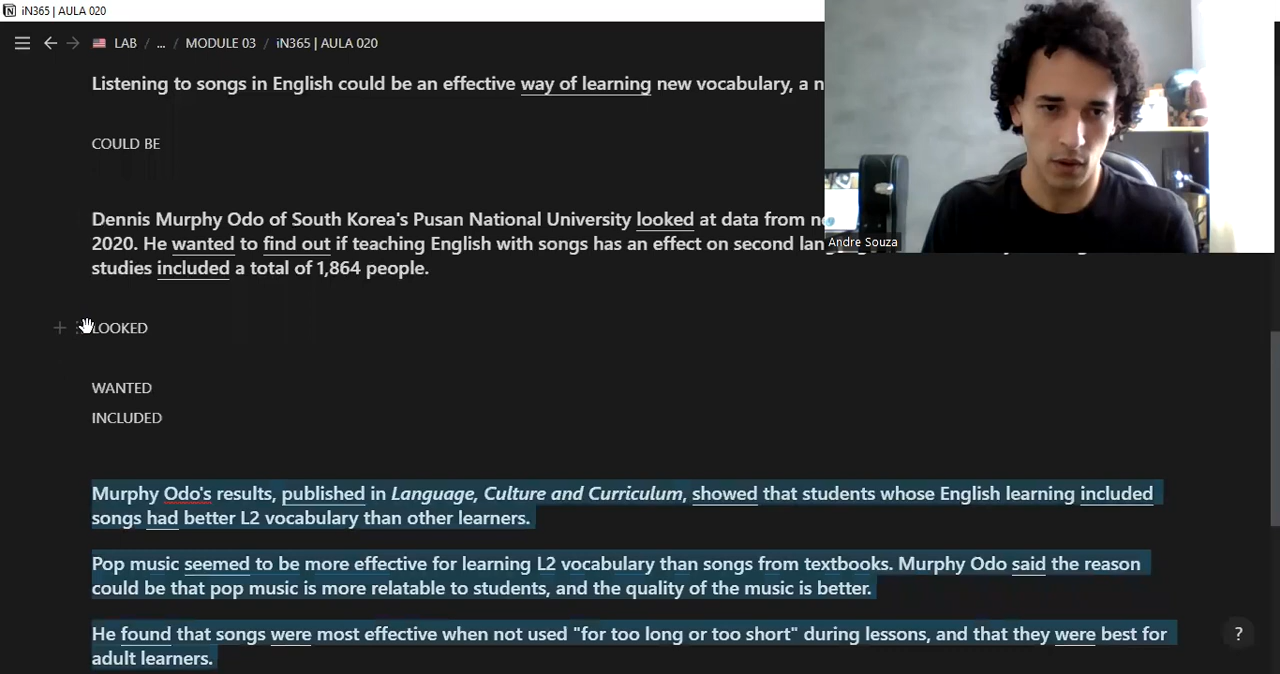 iN365 | AULA 020
LAB / ... / MODULE 03 / iN365 | AULA 020
Listening to songs in English could be an effective way of learning new vocabulary, a
COULD BE
Dennis Murphy Odo of South Korea's Pusan National University looked at data from
2020. He wanted to find out if teaching English with songs has an effect on second
studies included a total of 1,864 people.
Andre Souza
LOOKED
WANTED
INCLUDED
Murphy Odo's results, published in Language, Culture and Curriculum, showed that students whose English learning included
songs had better L2 vocabulary than other learners.
Pop music seemed to be more effective for learning L2 vocabulary than songs from textbooks. Murphy Odo said the reason
could be that pop music is more relatable to students, and the quality of the music is better.
He found that songs were most effective when not used "for too long or too short" during lessons, and that they were best for
adult learners.
?